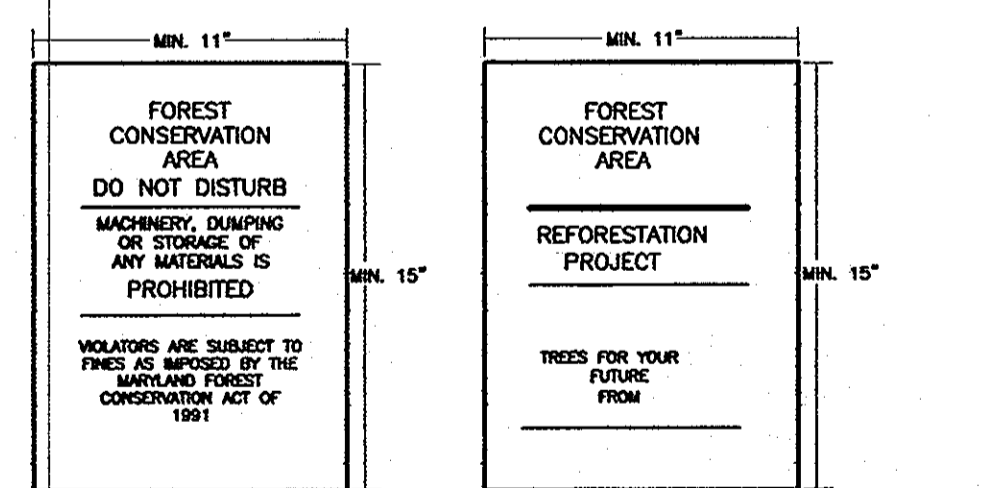 MIN. 11"
FOREST
CONSERVATION
AREA
DO NOT DISTURB
MACHINERY, DUMPING
OR STORAGE OF
ANY MATERIALS IS
PROHIBITED
VIOLATORS ARE SUBJECT TO
FINES AS IMPOSED BY THE
MARYLAND FOREST
CONSERVATION ACT OF
1991
MIN. 15"
MIN. 11"
FOREST
CONSERVATION
AREA
REFORESTATION
PROJECT
TREES FOR YOUR
FUTURE
FROM
MIN. 15"